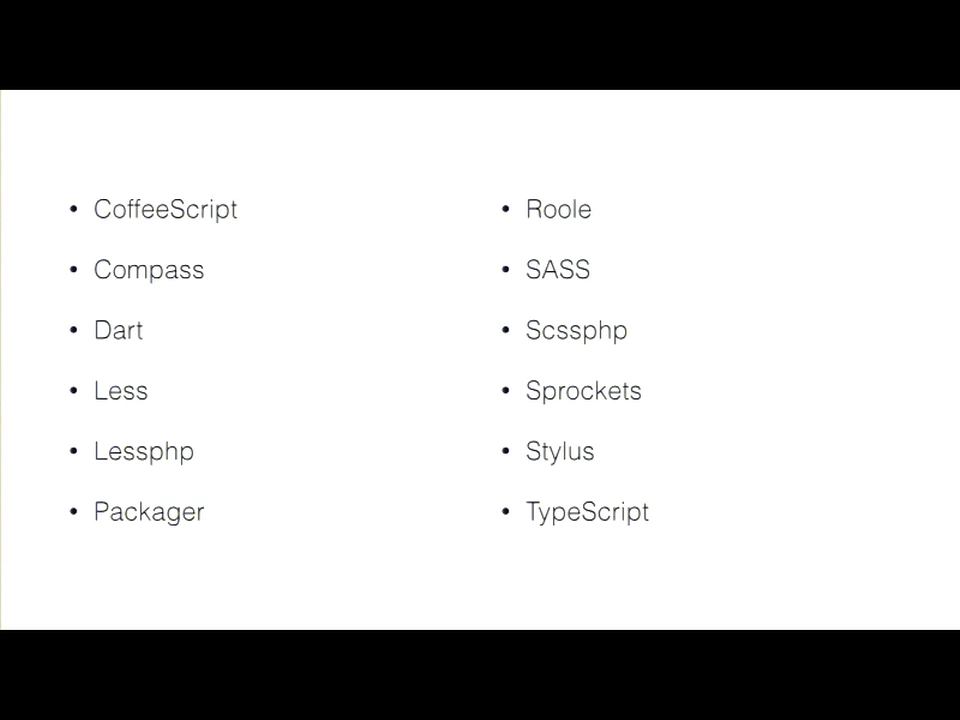 • CoffeeScript
• Compass
• Dart
• Less
• Lessphp
• Packager
• Roole
• SASS
• Scssphp
• Sprockets
• Stylus
• TypeScript